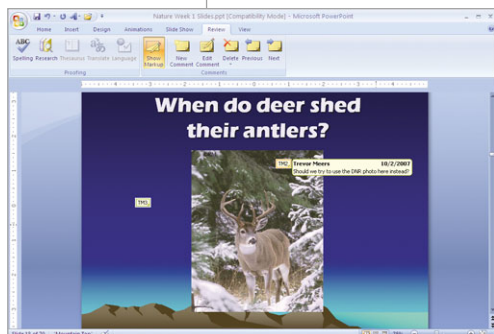 Nature Week 1 Slides.ppt [Compatibility Mode] - Microsoft PowerPoint
Home Insert Design Animations Slide Show Review View
ABC
Spelling Research Thesaurus Translate Language Show Markup New Comment Edit Comment Delete Previous Next
Proofing Comments
When do deer shed
their antlers?
TM2 Trevor Meers 10/2/2007
Should we try to use the DNR photo here instead?
TM3